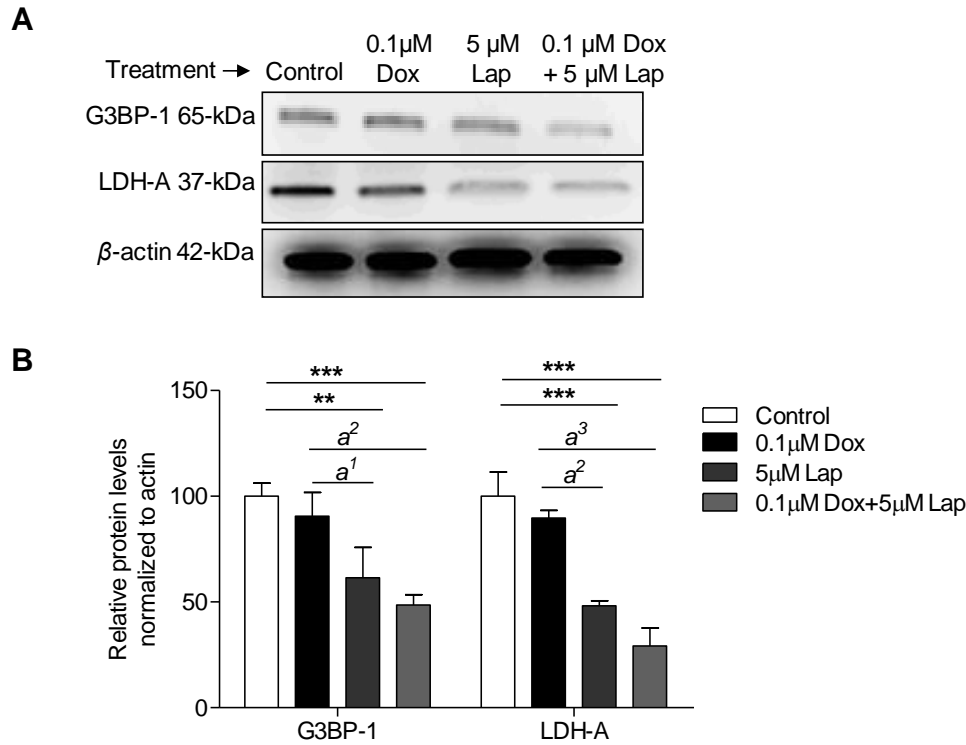 A
Treatment → Control 0.1µM Dox 5 µM Lap 0.1 µM Dox + 5 µM Lap
G3BP-1 65-kDa
LDH-A 37-kDa
β-actin 42-kDa
B
Relative protein levels
normalized to actin
150
100
50
0
***
**
a²
a¹
***
***
a³
a²
G3BP-1
LDH-A
Control
0.1µM Dox
5µM Lap
0.1µM Dox+5µM Lap